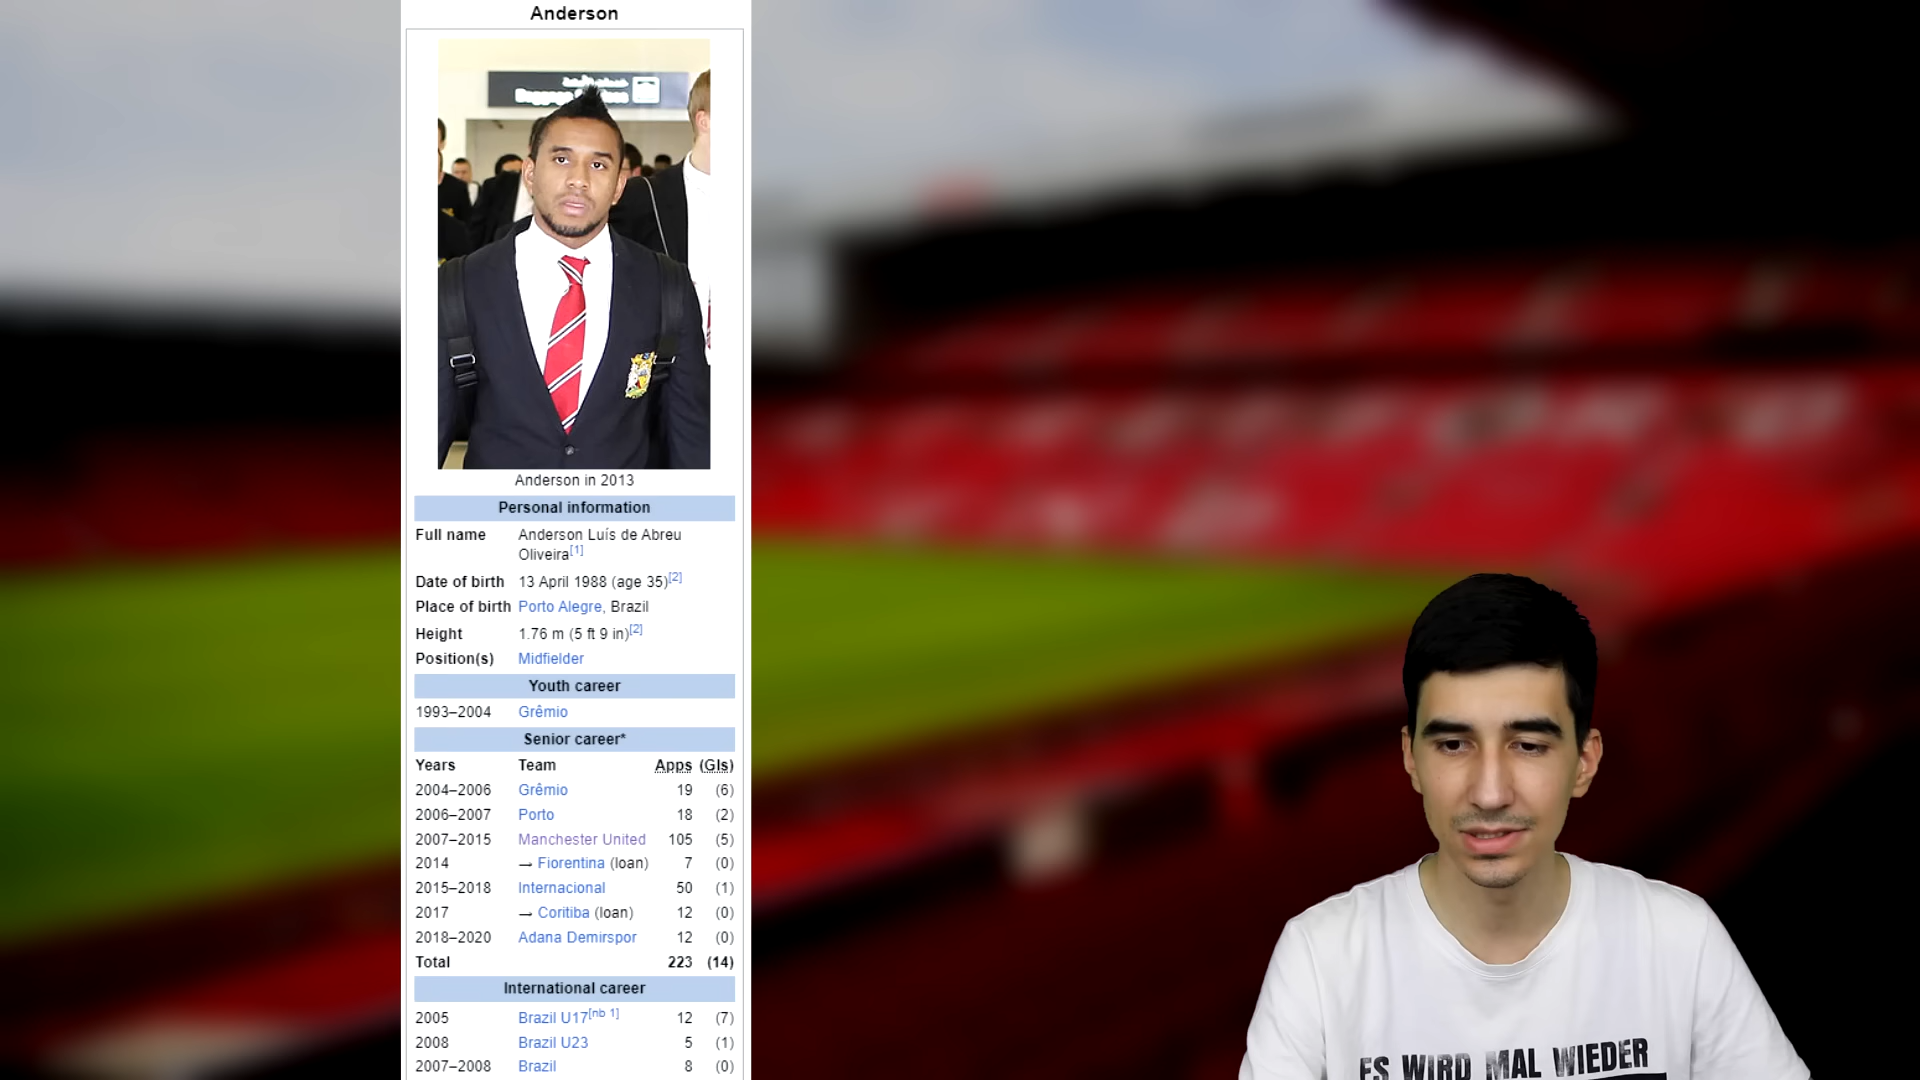 Anderson
Anderson in 2013
Personal information
Full name Anderson Luís de Abreu
Oliveira[1]
Date of birth 13 April 1988 (age 35)[2]
Place of birth Porto Alegre, Brazil
Height 1.76 m (5 ft 9 in)[2]
Position(s) Midfielder
Youth career
1993–2004 Grêmio
Senior career*
Years Team Apps (Gls)
2004–2006 Grêmio 19 (6)
2006–2007 Porto 18 (2)
2007–2015 Manchester United 105 (5)
2014 → Fiorentina (loan) 7 (0)
2015–2018 Internacional 50 (1)
2017 → Coritiba (loan) 12 (0)
2018–2020 Adana Demirspor 12 (0)
Total 223 (14)
International career
2005 Brazil U17[nb 1] 12 (7)
2008 Brazil U23 5 (1)
2007–2008 Brazil 8 (0)
ES WIRD MAL WIEDER